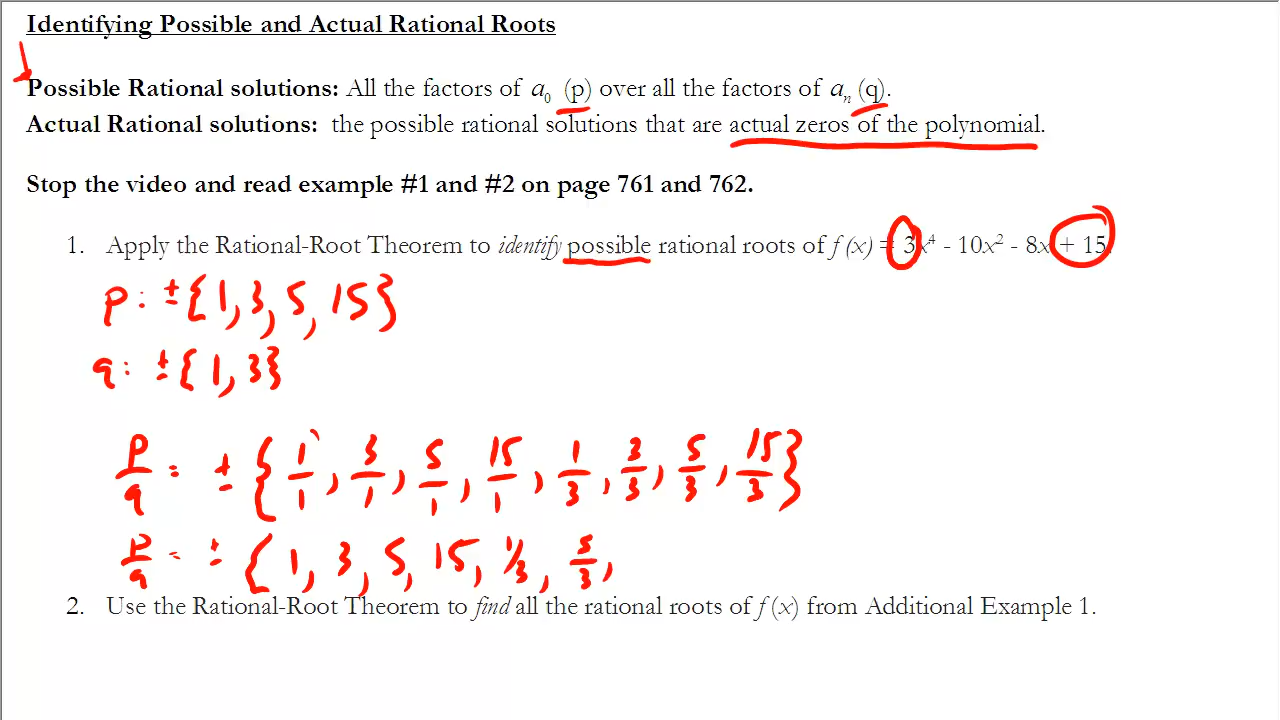 Identifying Possible and Actual Rational Roots
Possible Rational solutions: All the factors of a₀ (p) over all the factors of aₙ (q).
Actual Rational solutions: the possible rational solutions that are actual zeros of the polynomial.
Stop the video and read example #1 and #2 on page 761 and 762.
1. Apply the Rational-Root Theorem to identify possible rational roots of f (x) = 3x⁴ - 10x² - 8x + 15.
p: ±{1, 3, 5, 15}
q: ±{1, 3}
p/q = ± {1/1, 3/1, 5/1, 15/1, 1/3, 3/3, 5/3, 15/3}
p/q = ± {1, 3, 5, 15, 1/3, 5/3,
2. Use the Rational-Root Theorem to find all the rational roots of f (x) from Additional Example 1.